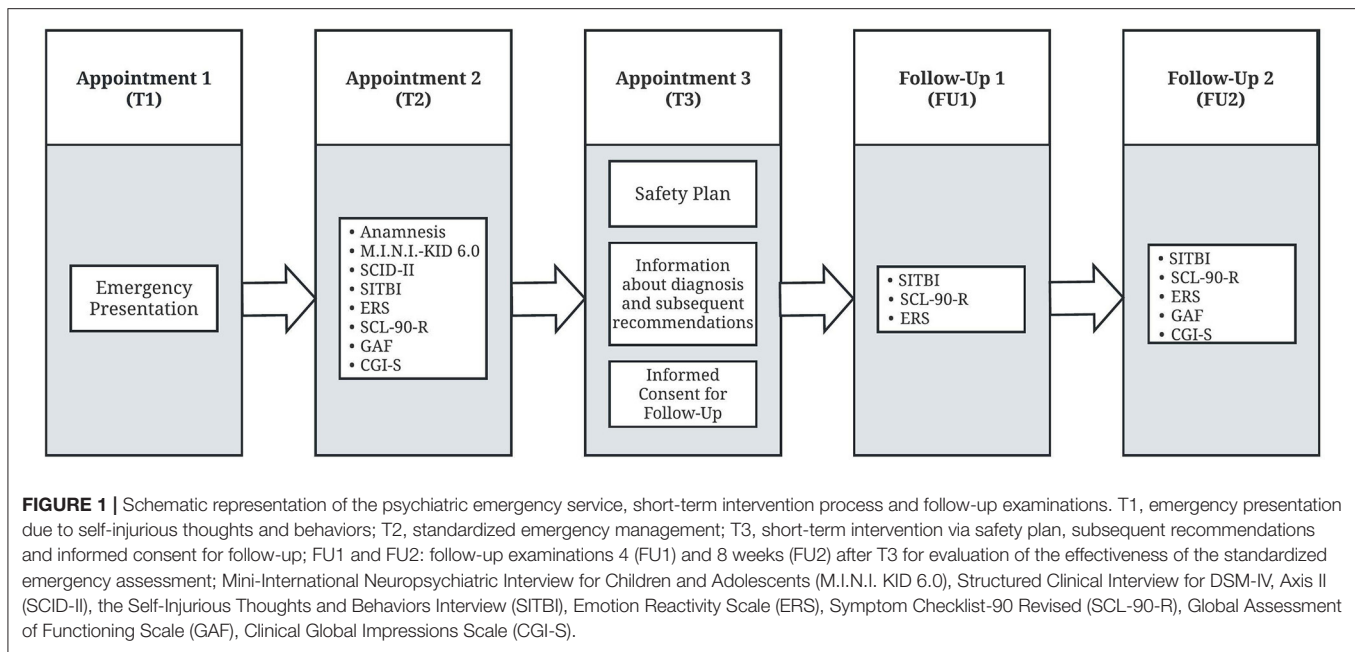 Appointment 1
(T1)
Emergency
Presentation
Appointment 2
(T2)
• Anamnesis
• M.I.N.I.-KID 6.0
• SCID-II
• SITBI
• ERS
• SCL-90-R
• GAF
• CGI-S
Appointment 3
(T3)
Safety Plan
Information
about diagnosis
and subsequent
recommendations
Informed
Consent for
Follow-Up
Follow-Up 1
(FU1)
• SITBI
• SCL-90-R
• ERS
Follow-Up 2
(FU2)
• SITBI
• SCL-90-R
• ERS
• GAF
• CGI-S
FIGURE 1 | Schematic representation of the psychiatric emergency service, short-term intervention process and follow-up examinations. T1, emergency presentation
due to self-injurious thoughts and behaviors; T2, standardized emergency management; T3, short-term intervention via safety plan, subsequent recommendations
and informed consent for follow-up; FU1 and FU2: follow-up examinations 4 (FU1) and 8 weeks (FU2) after T3 for evaluation of the effectiveness of the standardized
emergency assessment; Mini-International Neuropsychiatric Interview for Children and Adolescents (M.I.N.I. KID 6.0), Structured Clinical Interview for DSM-IV, Axis II
(SCID-II), the Self-Injurious Thoughts and Behaviors Interview (SITBI), Emotion Reactivity Scale (ERS), Symptom Checklist-90 Revised (SCL-90-R), Global Assessment
of Functioning Scale (GAF), Clinical Global Impressions Scale (CGI-S).